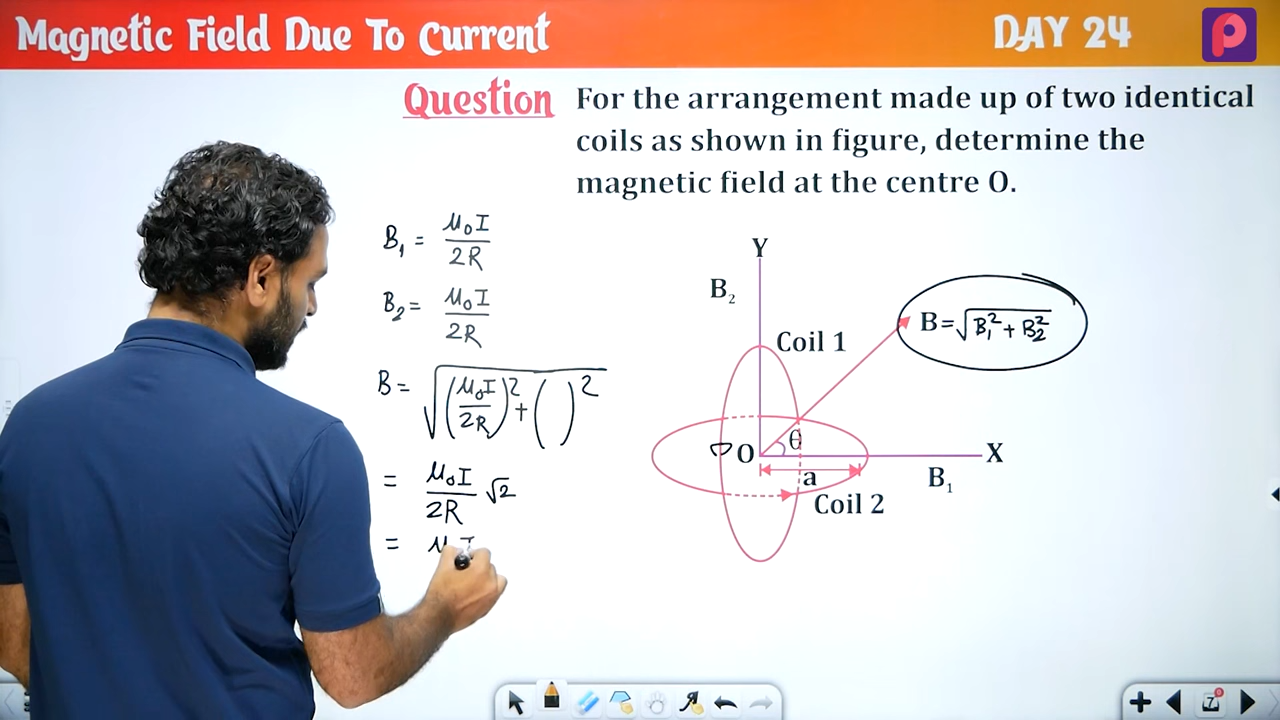 Magnetic Field Due To Current
DAY 24
Question
For the arrangement made up of two identical
coils as shown in figure, determine the
magnetic field at the centre O.
B₁ = μ₀I / 2R
B₂ = μ₀I / 2R
B = √((μ₀I / 2R)² + ( )²)
= μ₀I / 2R √2
= μ I
Y
B₂
Coil 1
B=√B₁² + B₂²
O
θ
X
a
B₁
Coil 2